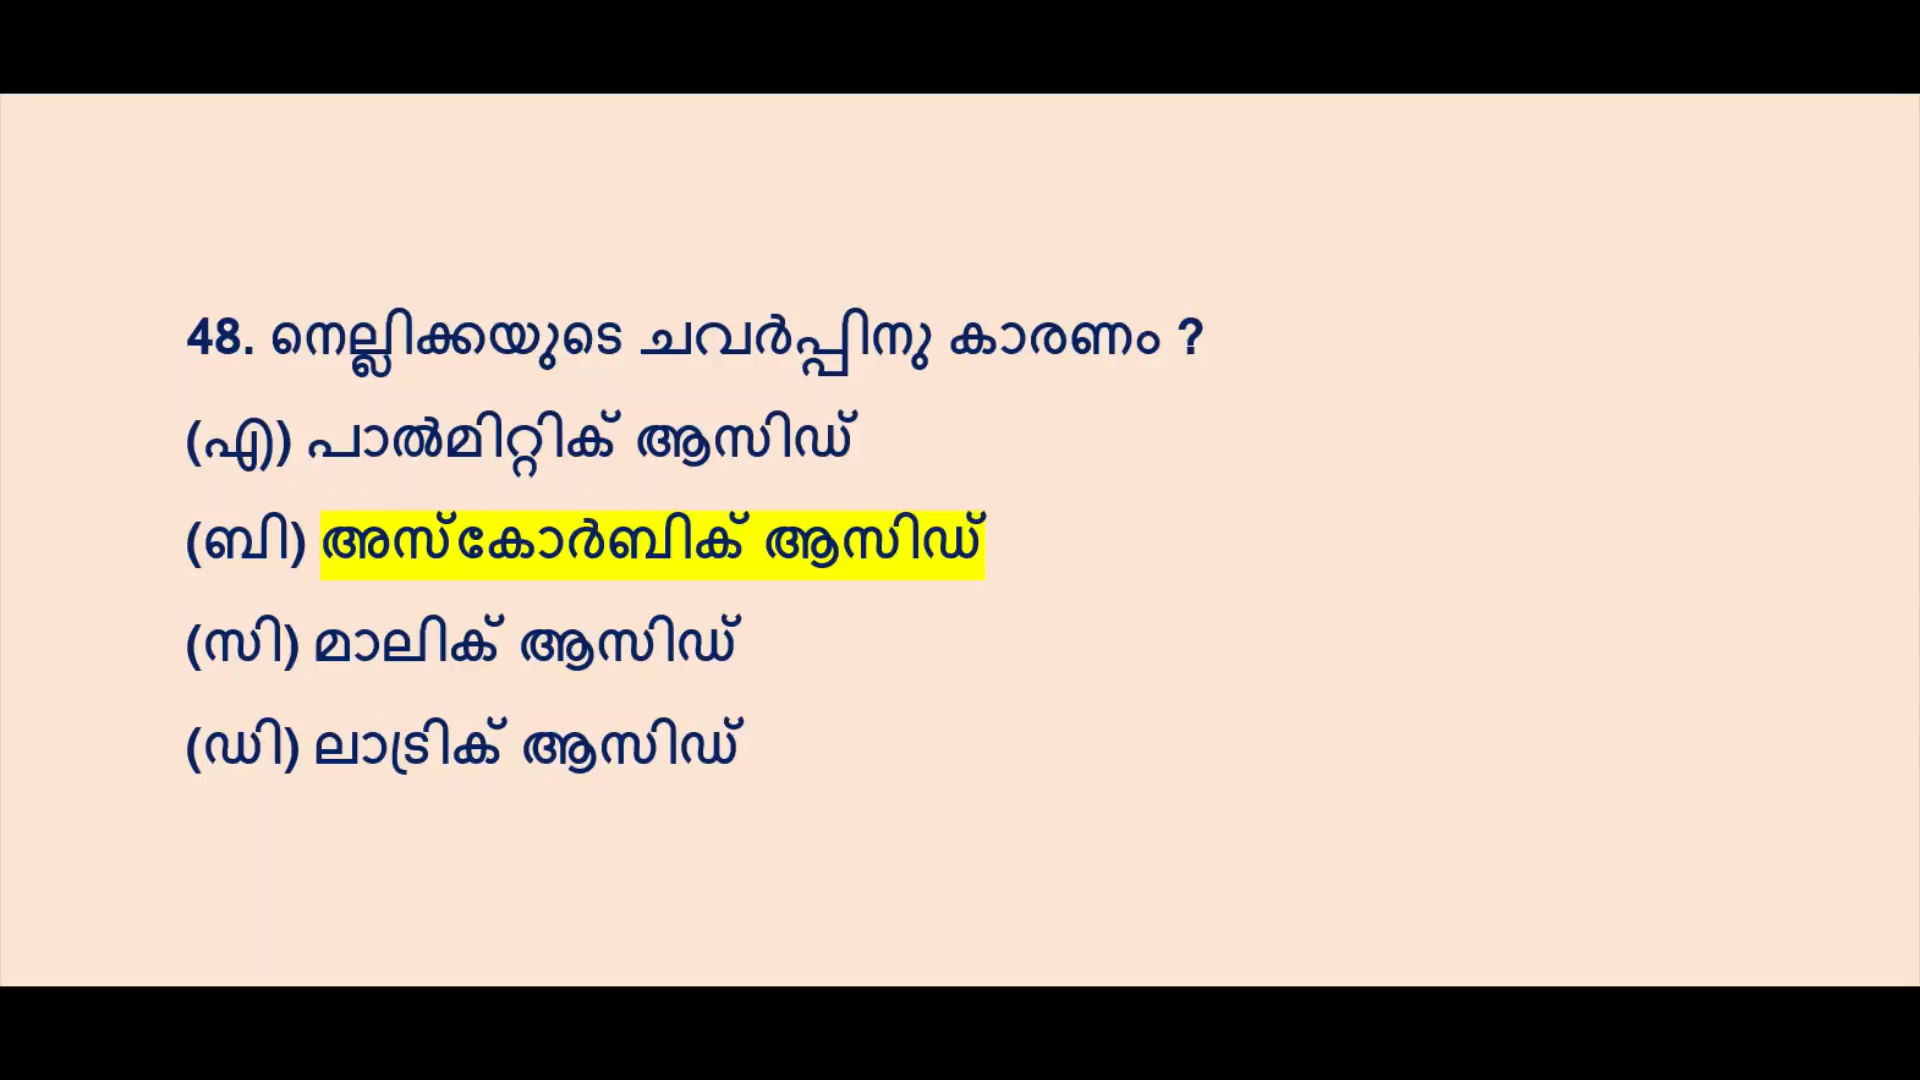 48. നെല്ലിക്കയുടെ ചവർപ്പിനു കാരണം ?
(എ) പാൽമിറ്റിക് ആസിഡ്
(ബി) അസ്കോർബിക് ആസിഡ്
(സി) മാലിക് ആസിഡ്
(ഡി) ലാട്രിക് ആസിഡ്